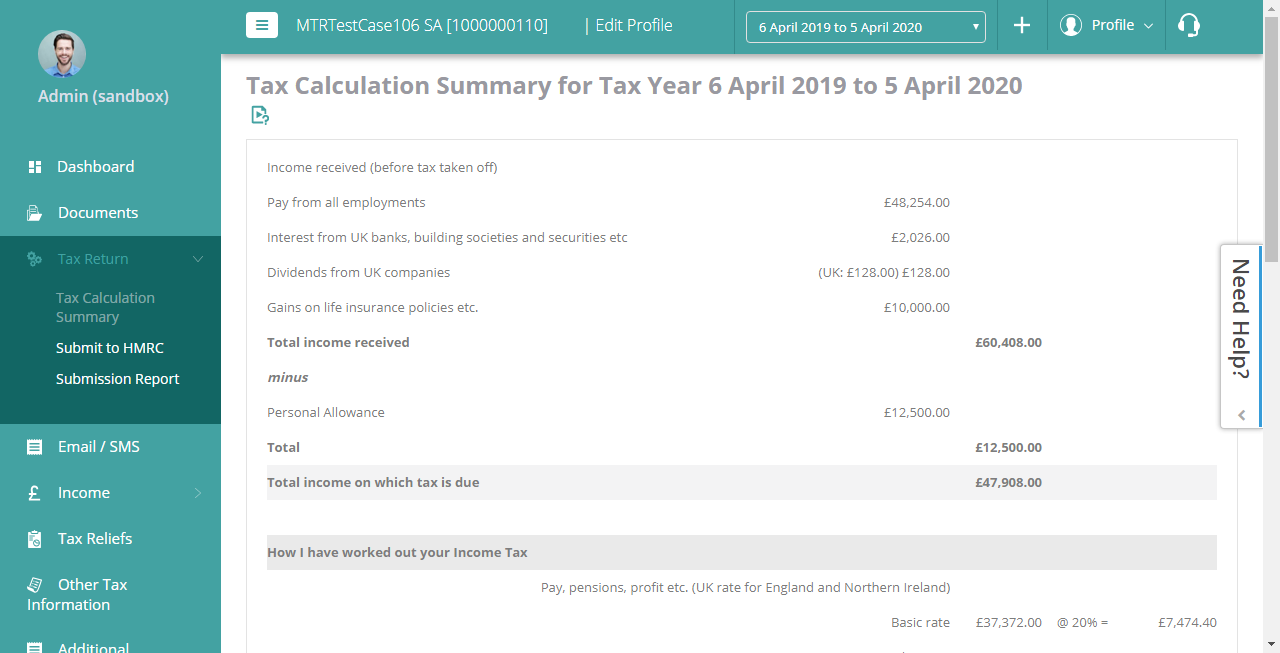 MTRTestCase106 SA [1000000110] | Edit Profile
6 April 2019 to 5 April 2020
Profile
Admin (sandbox)
Dashboard
Documents
Tax Return
Tax Calculation
Summary
Submit to HMRC
Submission Report
Email / SMS
Income
Tax Reliefs
Other Tax
Information
Additional
Tax Calculation Summary for Tax Year 6 April 2019 to 5 April 2020
Income received (before tax taken off)
Pay from all employments £48,254.00
Interest from UK banks, building societies and securities etc £2,026.00
Dividends from UK companies (UK: £128.00) £128.00
Gains on life insurance policies etc. £10,000.00
Total income received £60,408.00
minus
Personal Allowance £12,500.00
Total £12,500.00
Total income on which tax is due £47,908.00
How I have worked out your Income Tax
Pay, pensions, profit etc. (UK rate for England and Northern Ireland)
Basic rate £37,372.00 @ 20% = £7,474.40
Need Help?